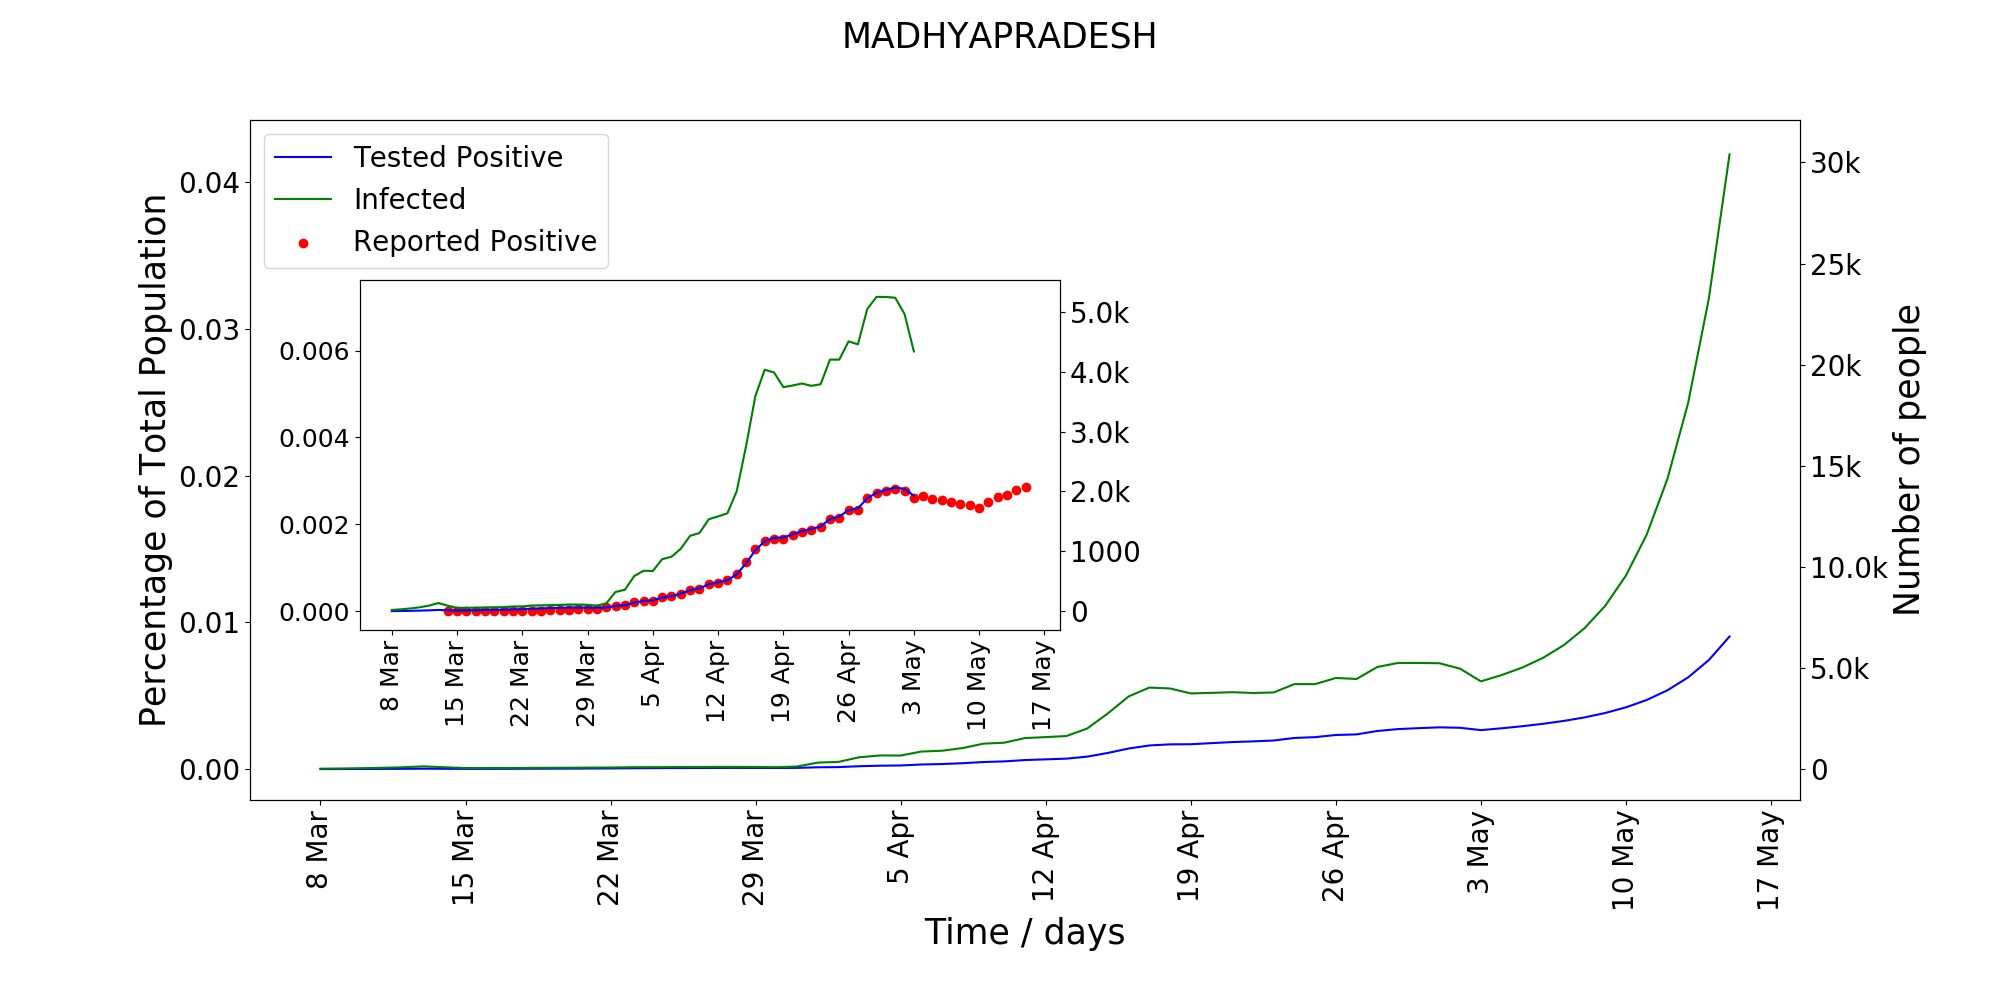 MADHYAPRADESH
Tested Positive
Infected
Reported Positive
Percentage of Total Population
0.04
0.03
0.02
0.01
0.00
30k
25k
20k
15k
10.0k
5.0k
0
Number of people
0.006
0.004
0.002
0.000
5.0k
4.0k
3.0k
2.0k
1000
0
8 Mar
15 Mar
22 Mar
29 Mar
5 Apr
12 Apr
19 Apr
26 Apr
3 May
10 May
17 May
8 Mar
15 Mar
22 Mar
29 Mar
5 Apr
12 Apr
19 Apr
26 Apr
3 May
10 May
17 May
Time / days